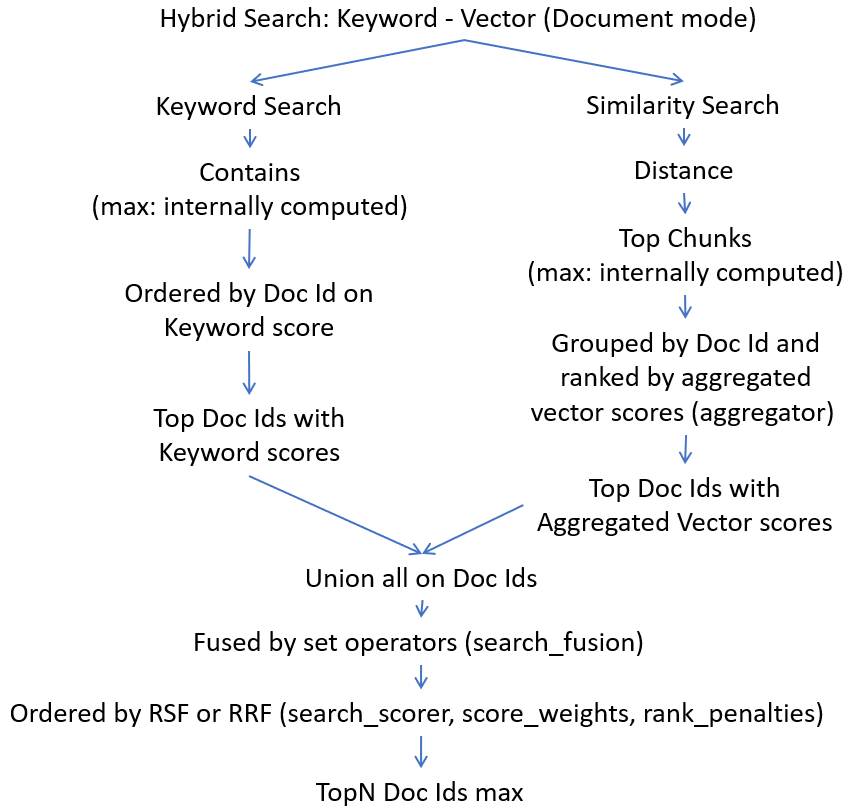 Hybrid Search: Keyword - Vector (Document mode)
Keyword Search
Contains
(max: internally computed)
Ordered by Doc Id on
Keyword score
Top Doc Ids with
Keyword scores
Similarity Search
Distance
Top Chunks
(max: internally computed)
Grouped by Doc Id and
ranked by aggregated
vector scores (aggregator)
Top Doc Ids with
Aggregated Vector scores
Union all on Doc Ids
Fused by set operators (search_fusion)
Ordered by RSF or RRF (search_scorer, score_weights, rank_penalties)
TopN Doc Ids max